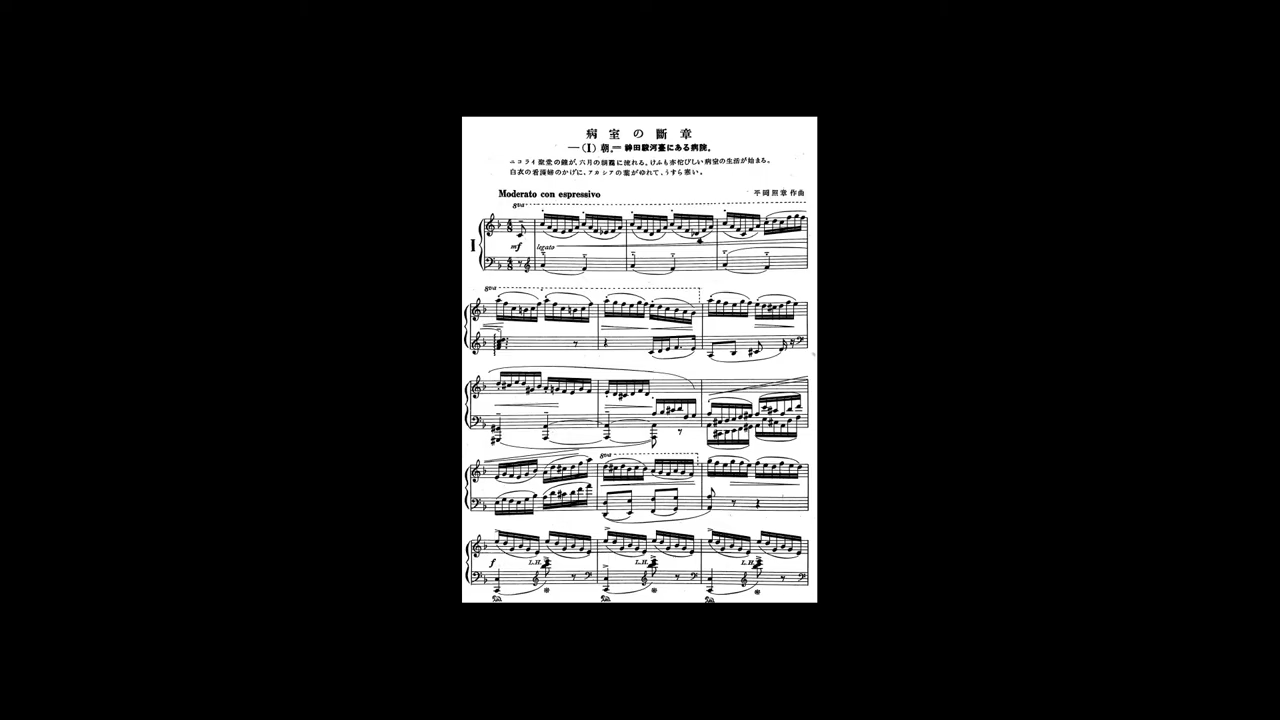 病室の斷章
—(I) 朝。= 神田駿河臺にある病院。
ニコライ聖堂の鐘が、六月の朝靄に流れる。けふも亦佗びしい病室の生活が始まる。
白衣の看護婦のかげに、アカシアの葉がゆれて、うすら寒い。
Moderato con espressivo
平岡照章作曲
8va
I
mf legato
8va
8va
f L.H. L.H. L.H.